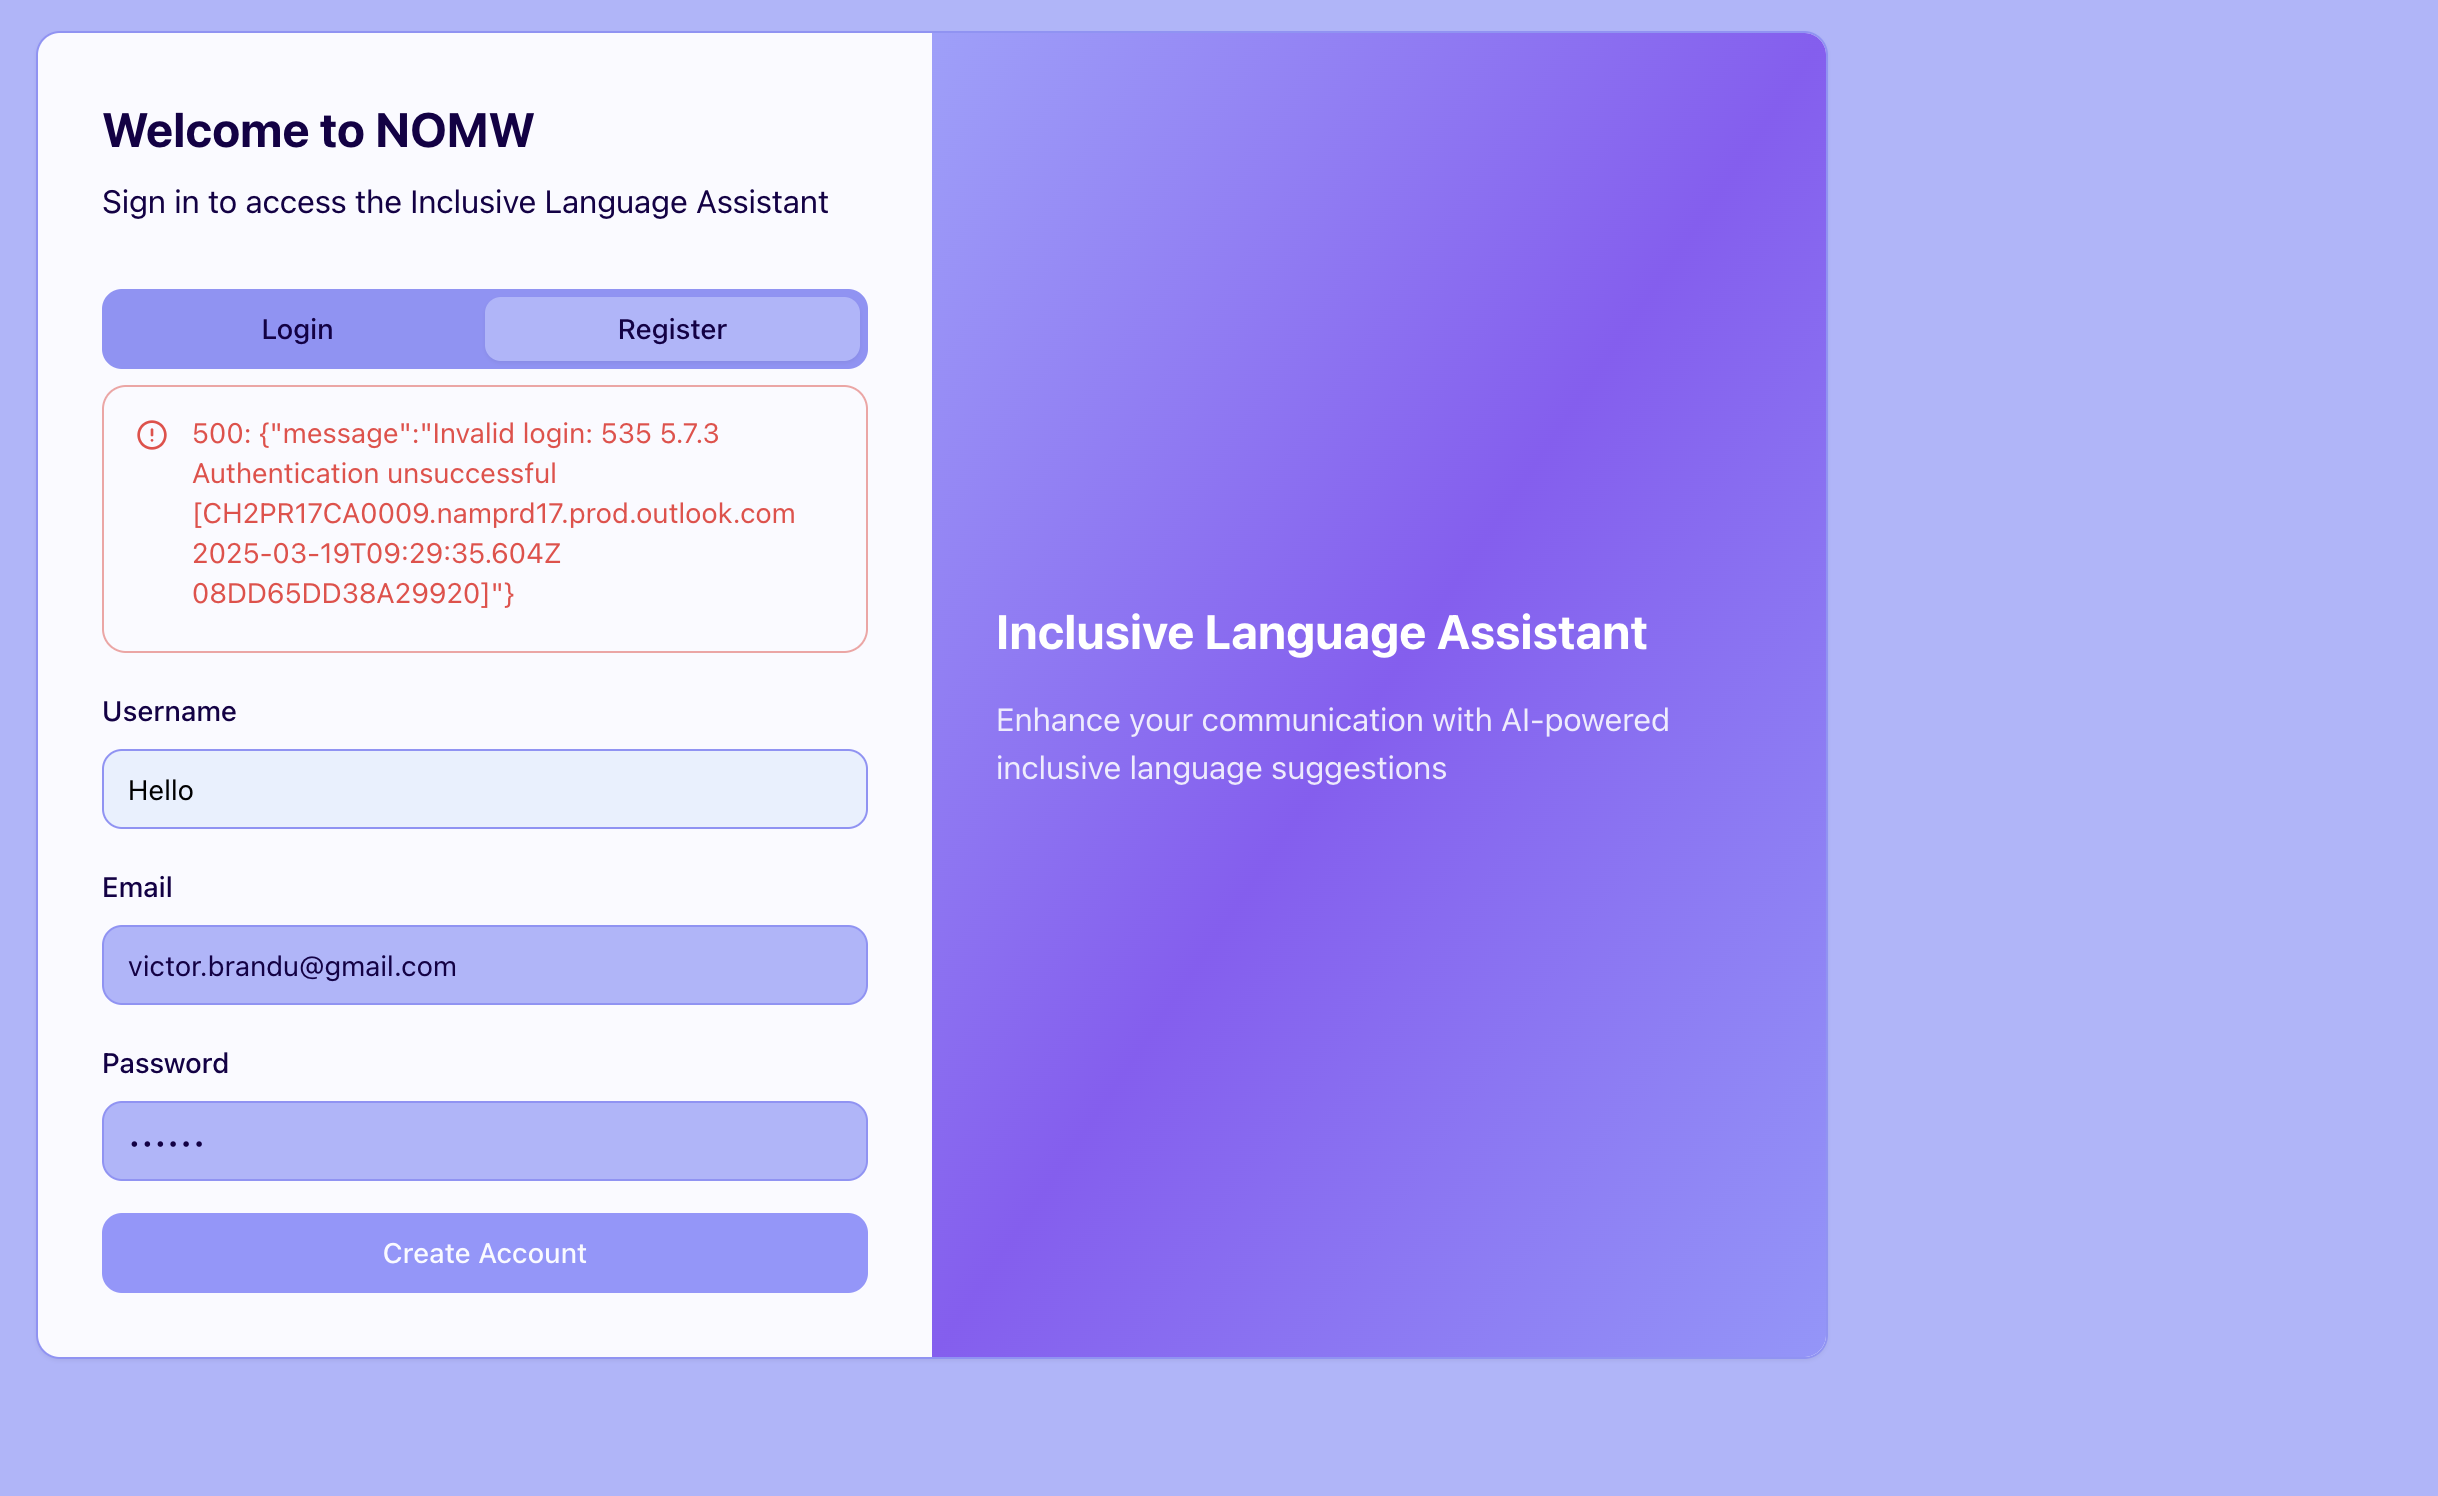 Welcome to NOMW
Sign in to access the Inclusive Language Assistant
Login
Register
500: {"message":"Invalid login: 535 5.7.3
Authentication unsuccessful
[CH2PR17CA0009.namprd17.prod.outlook.com
2025-03-19T09:29:35.604Z
08DD65DD38A29920]"}
Username
Hello
Email
victor.brandu@gmail.com
Password
••••••
Create Account
Inclusive Language Assistant
Enhance your communication with AI-powered
inclusive language suggestions